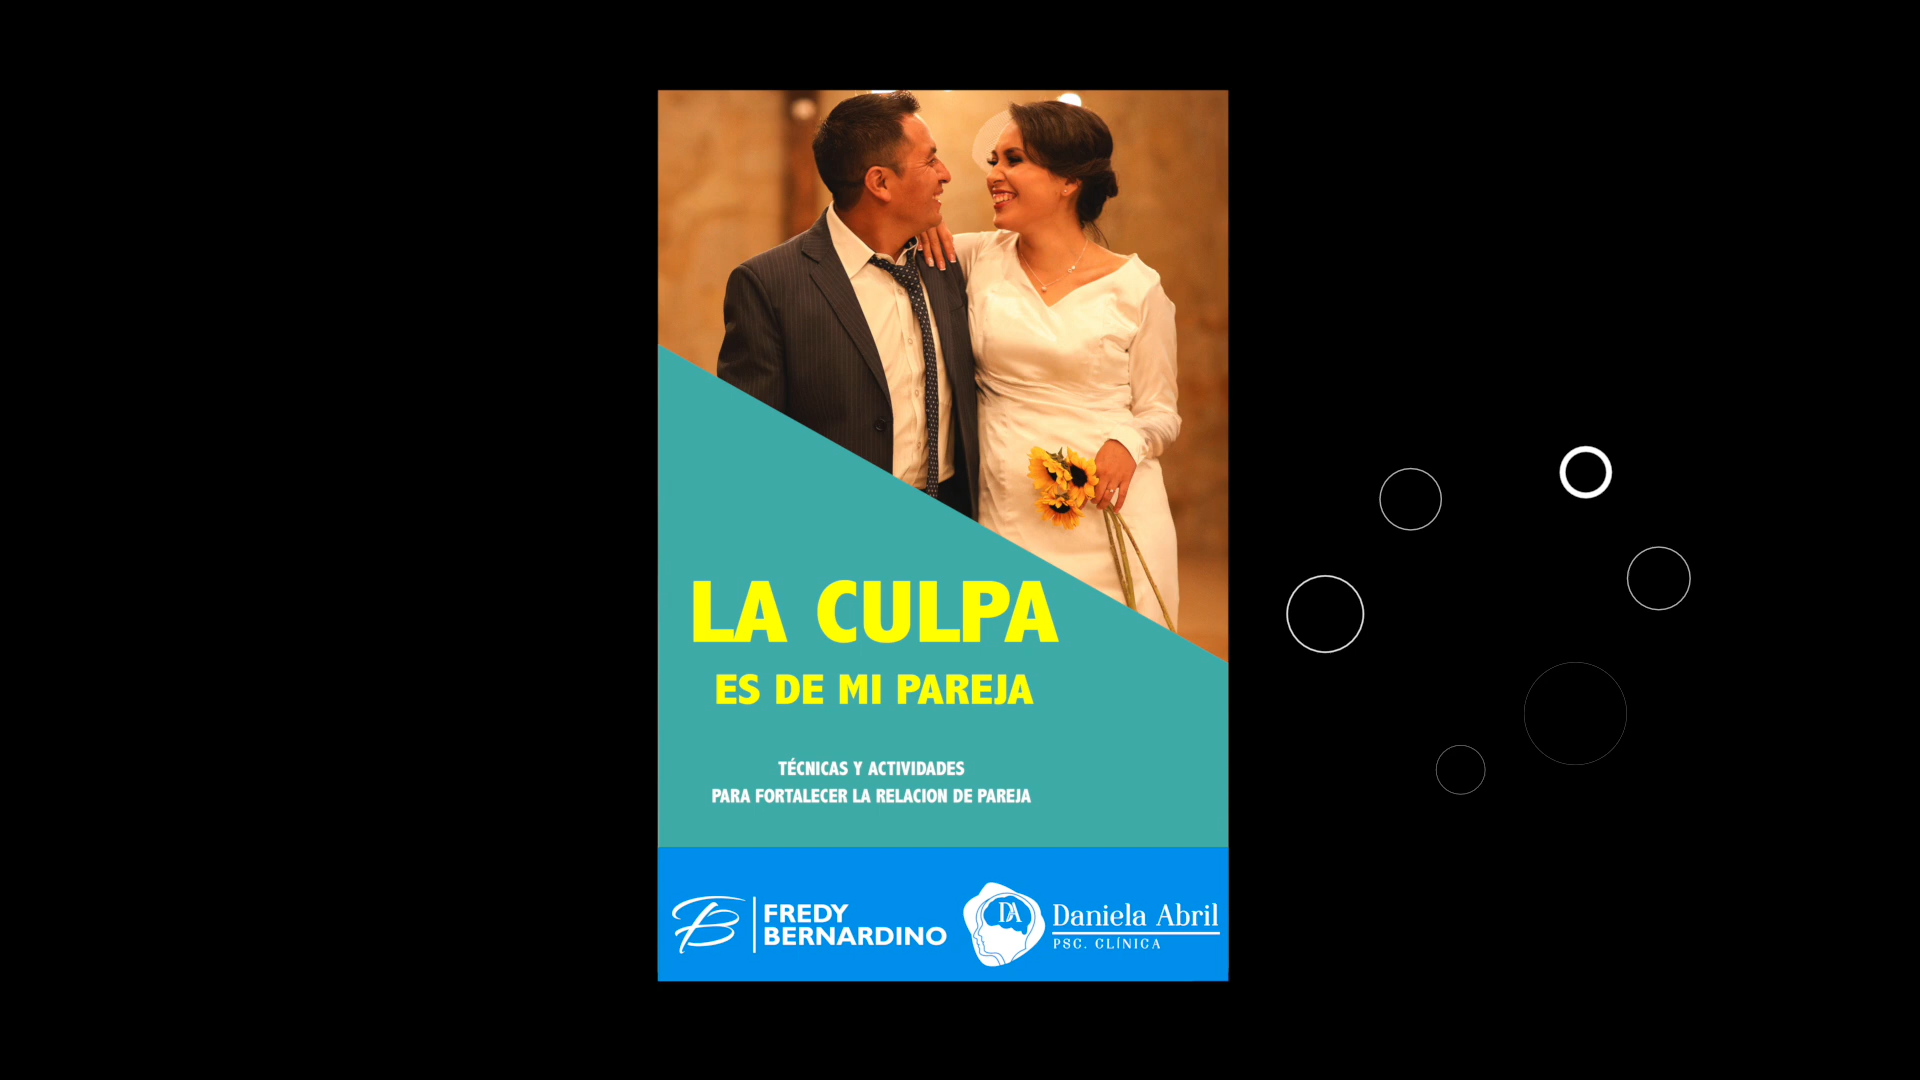 LA CULPA
ES DE MI PAREJA
TÉCNICAS Y ACTIVIDADES
PARA FORTALECER LA RELACION DE PAREJA
B FREDY
BERNARDINO
DA Daniela Abril
PSC. CLÍNICA